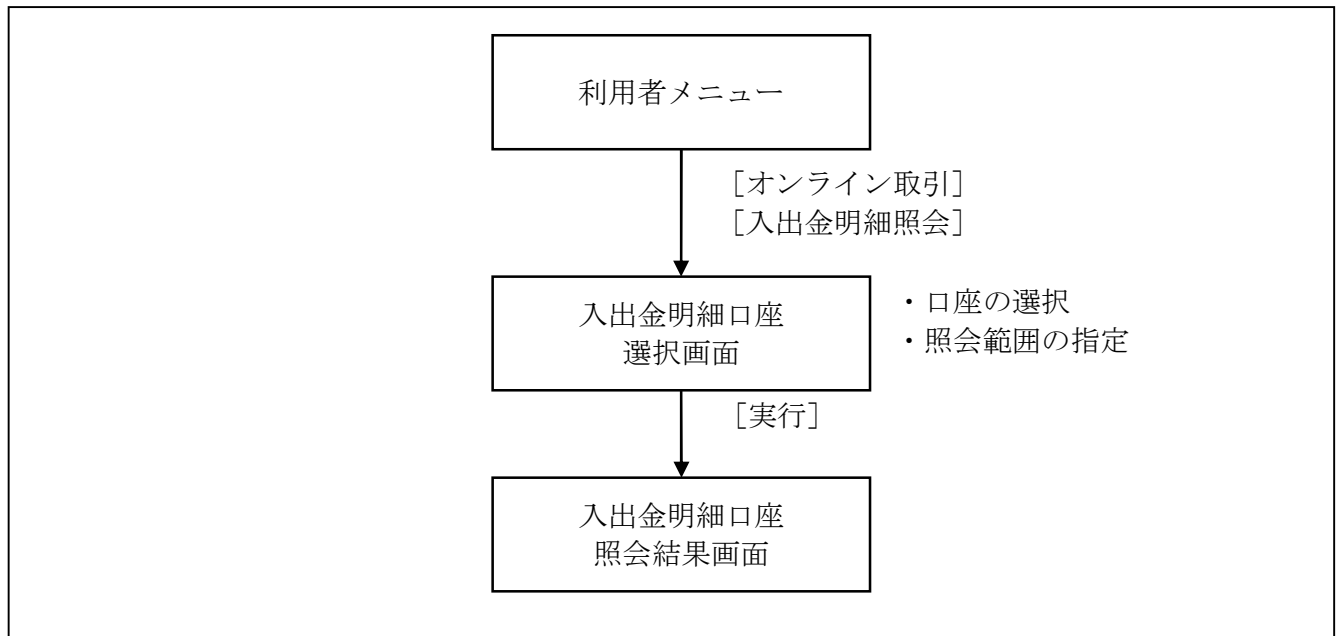 利用者メニュー
［オンライン取引］
［入出金明細照会］
入出金明細口座
選択画面
・口座の選択
・照会範囲の指定
［実行］
入出金明細口座
照会結果画面